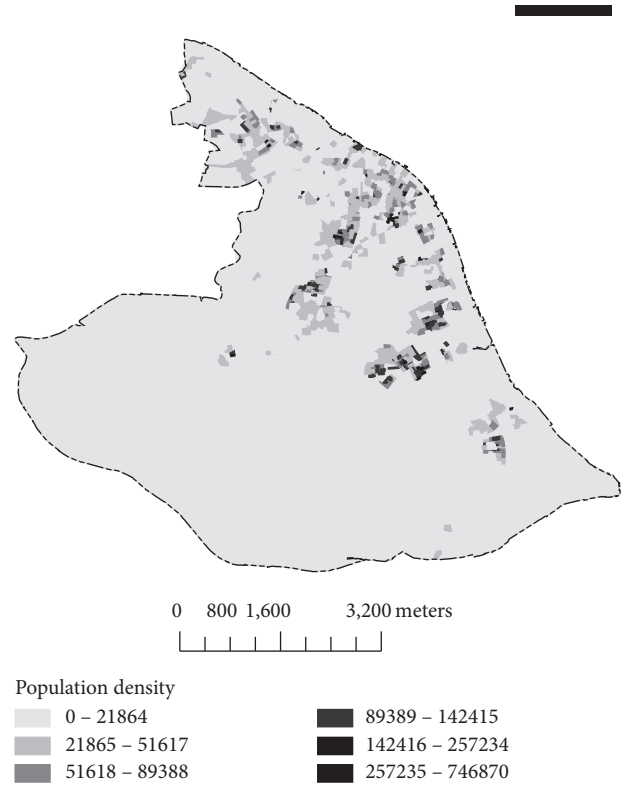 0 800 1,600 3,200 meters
Population density
0 – 21864
21865 – 51617
51618 – 89388
89389 – 142415
142416 – 257234
257235 – 746870